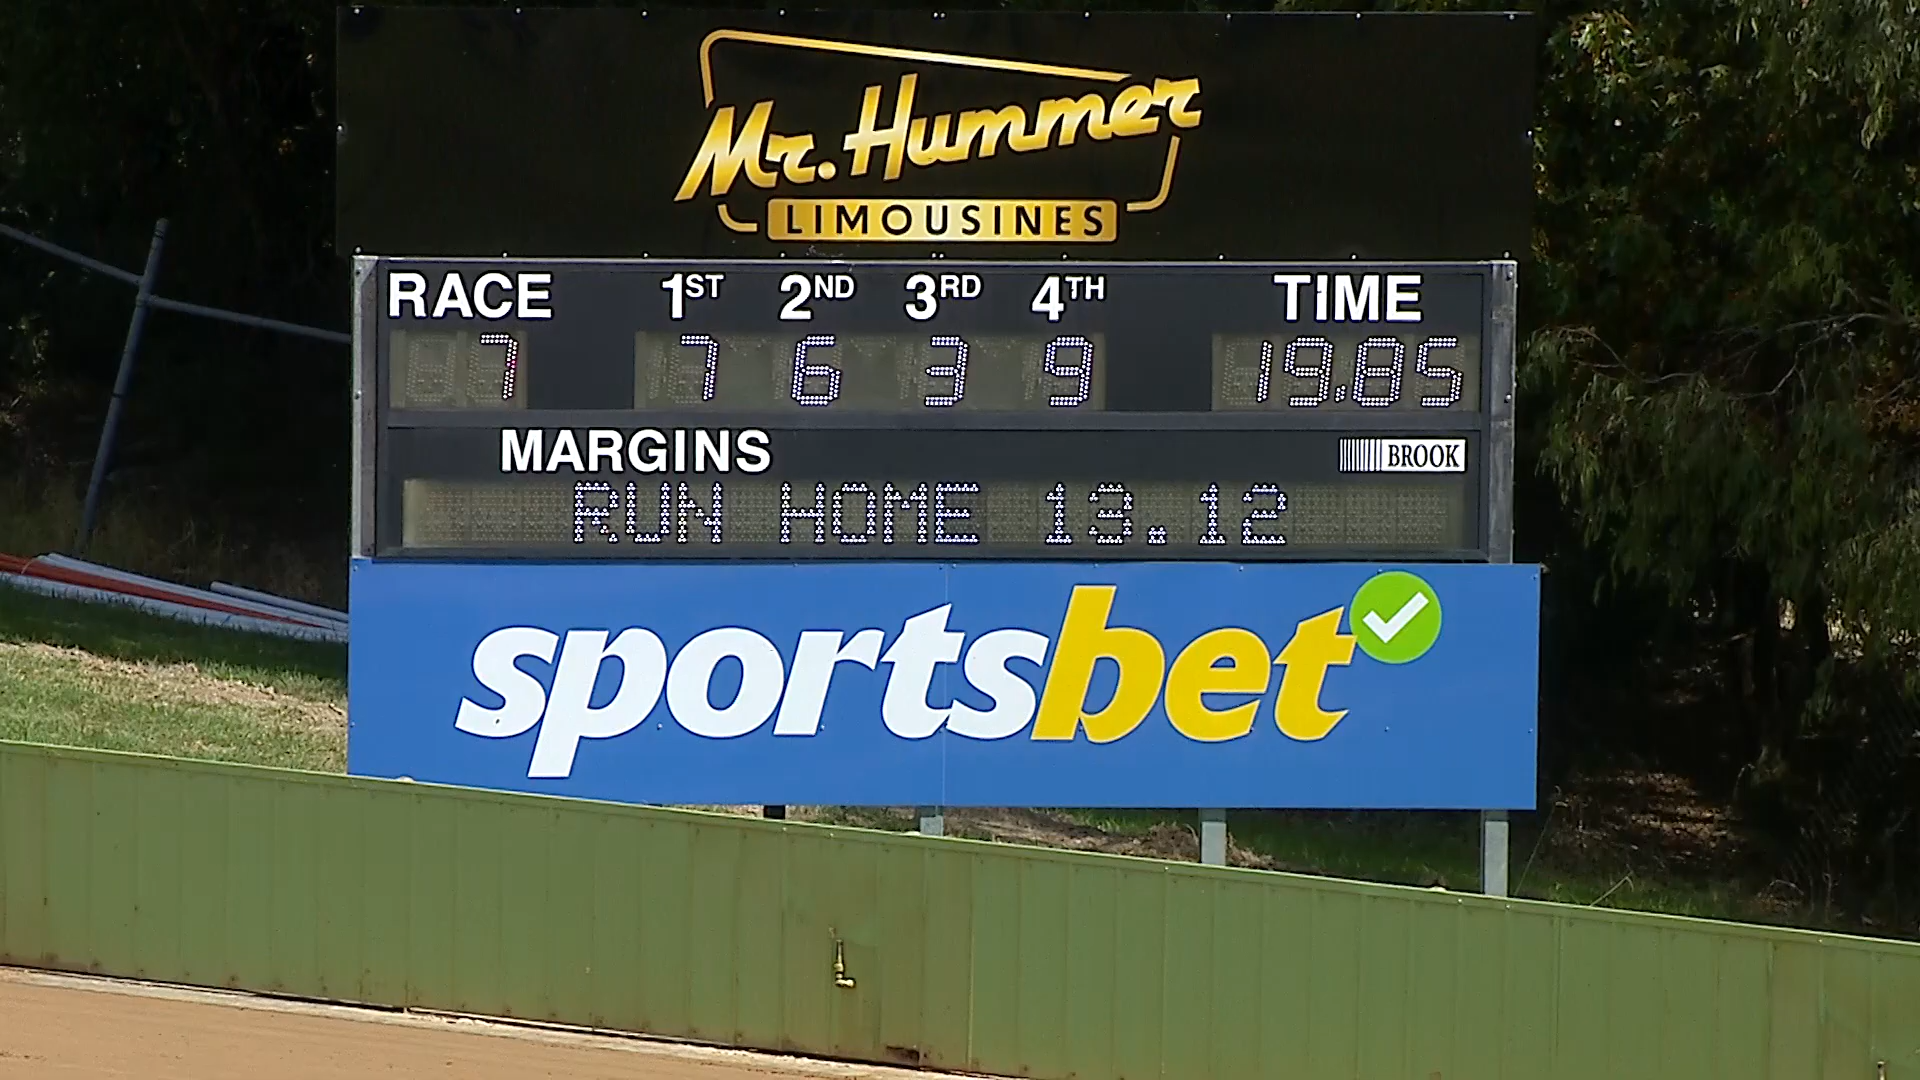 Mr. Hummer
LIMOUSINES
RACE 1ST 2ND 3RD 4TH TIME
7 7 6 3 9 19.85
MARGINS BROOK
RUN HOME 13.12
sportsbet